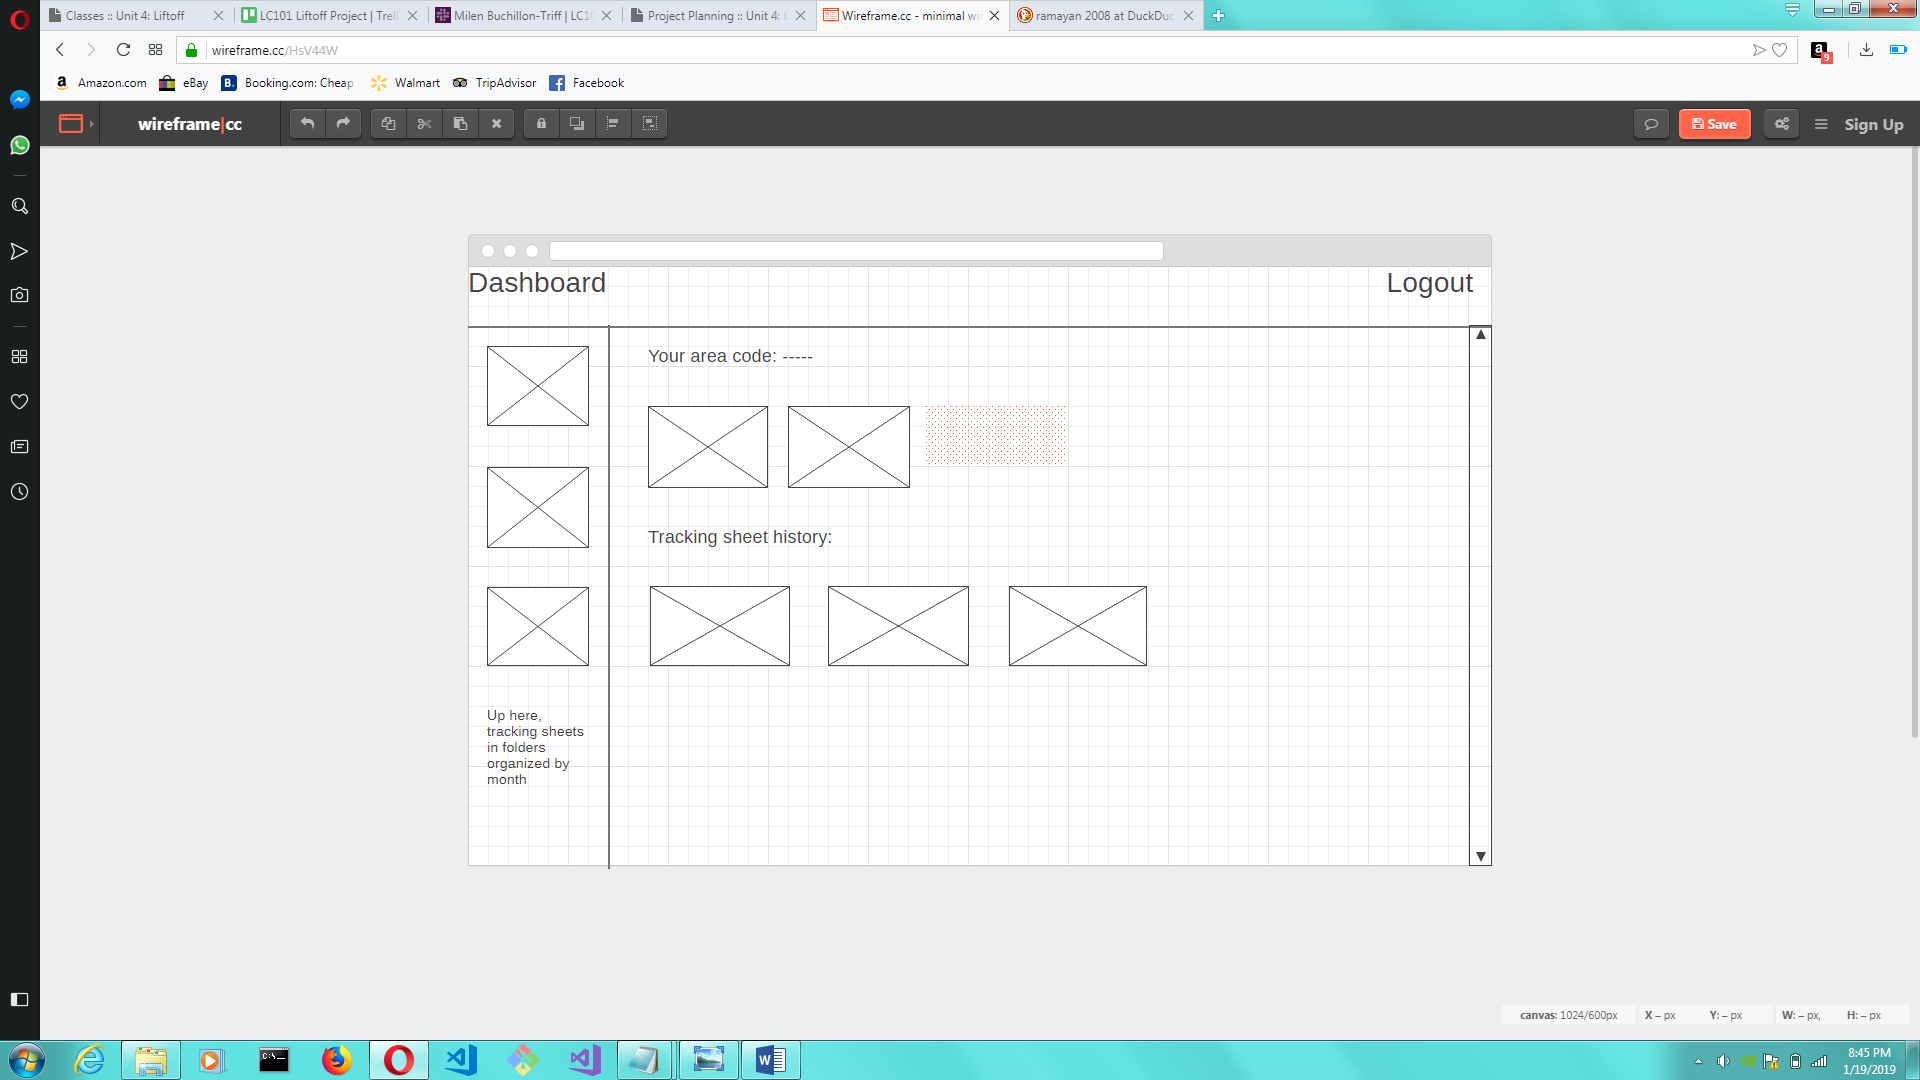 Classes :: Unit 4: Liftoff
LC101 Liftoff Project | Trell
Milen Buchillon-Triff | LC10
Project Planning :: Unit 4:
Wireframe.cc - minimal wi
ramayan 2008 at DuckDuc
wireframe.cc/HsV44W
9
Amazon.com
eBay
Booking.com: Cheap
Walmart
TripAdvisor
Facebook
wireframe|cc
Save
Sign Up
Dashboard
Logout
Your area code: -----
Tracking sheet history:
Up here,
tracking sheets
in folders
organized by
month
canvas: 1024/600px
X – px
Y: – px
W: – px,
H: – px
8:45 PM
1/19/2019